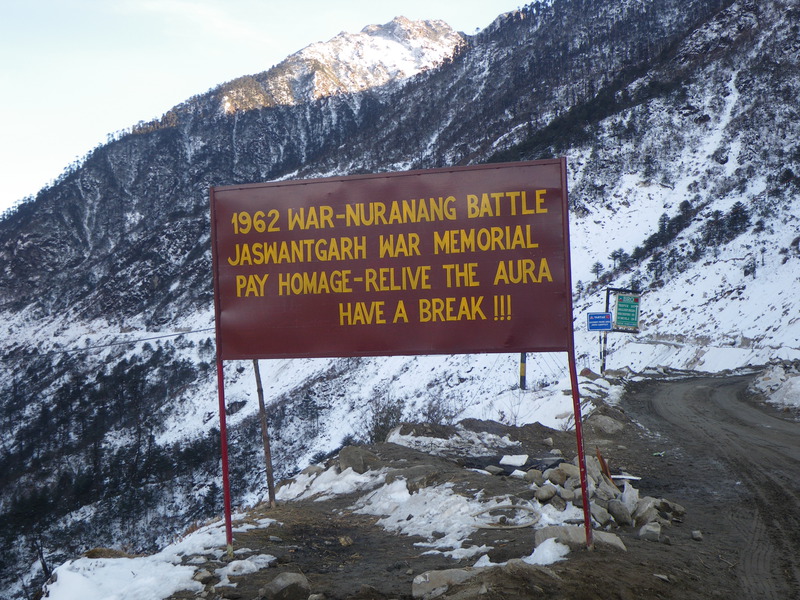 1962 WAR-NURANANG BATTLE
JASWANTGARH WAR MEMORIAL
PAY HOMAGE-RELIVE THE AURA
HAVE A BREAK !!!